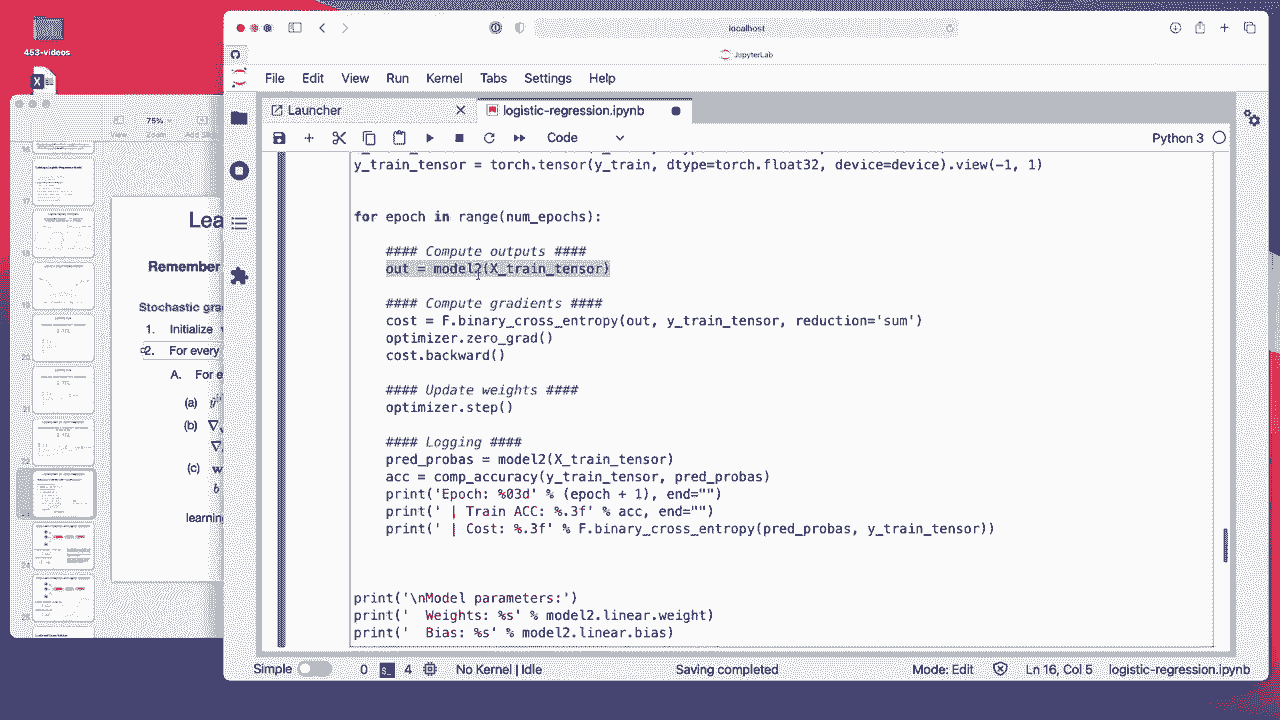 453-videos
localhost
JupyterLab
File Edit View Run Kernel Tabs Settings Help
Launcher
logistic-regression.ipynb
Code
Python 3
75%
View
Zoom
y_train_tensor = torch.tensor(y_train, dtype=torch.float32, device=device).view(-1, 1)
for epoch in range(num_epochs):
#### Compute outputs ####
out = model2(X_train_tensor)
#### Compute gradients ####
cost = F.binary_cross_entropy(out, y_train_tensor, reduction='sum')
optimizer.zero_grad()
cost.backward()
#### Update weights ####
optimizer.step()
#### Logging ####
pred_probas = model2(X_train_tensor)
acc = comp_accuracy(y_train_tensor, pred_probas)
print('Epoch: %03d' % (epoch + 1), end="")
print(' | Train ACC: %.3f' % acc, end="")
print(' | Cost: %.3f' % F.binary_cross_entropy(pred_probas, y_train_tensor))
print('\nModel parameters:')
print('  Weights: %s' % model2.linear.weight)
print('  Bias: %s' % model2.linear.bias)
Lea
Remember
Stochastic gra
1. Initialize
2. For every
A. For e
(a)
(b)
(c)
learning
Simple 0 4 No Kernel | Idle Saving completed Mode: Edit Ln 16, Col 5 logistic-regression.ipynb